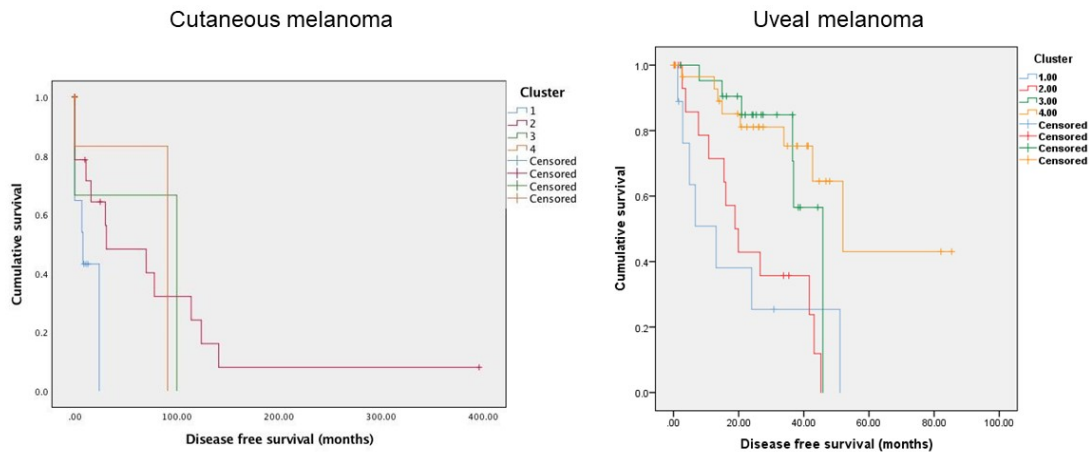 Cutaneous melanoma
Cumulative survival
1.0
0.8
0.6
0.4
0.2
0.0
.00
100.00
200.00
300.00
400.00
Disease free survival (months)
Cluster
1
2
3
4
Censored
Censored
Censored
Censored
Uveal melanoma
Cumulative survival
1.0
0.8
0.6
0.4
0.2
0.0
.00
20.00
40.00
60.00
80.00
100.00
Disease free survival (months)
Cluster
1.00
2.00
3.00
4.00
Censored
Censored
Censored
Censored